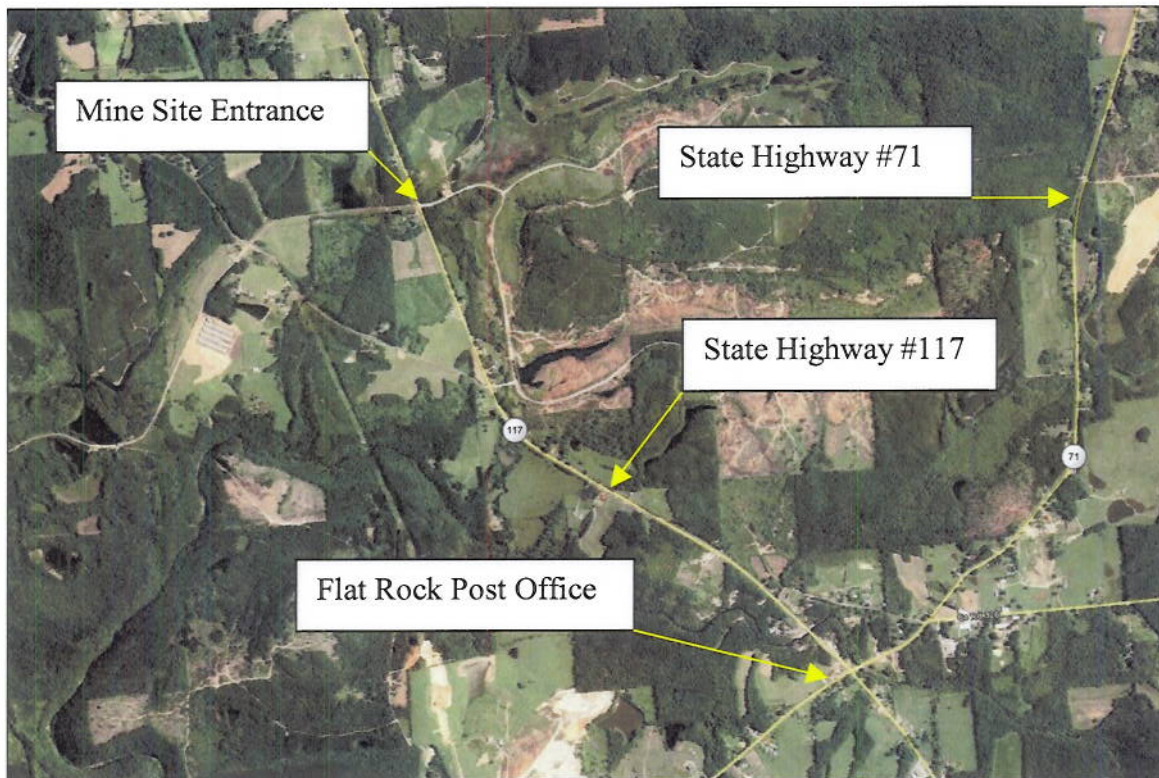 Mine Site Entrance
State Highway #71
State Highway #117
117
71
Flat Rock Post Office